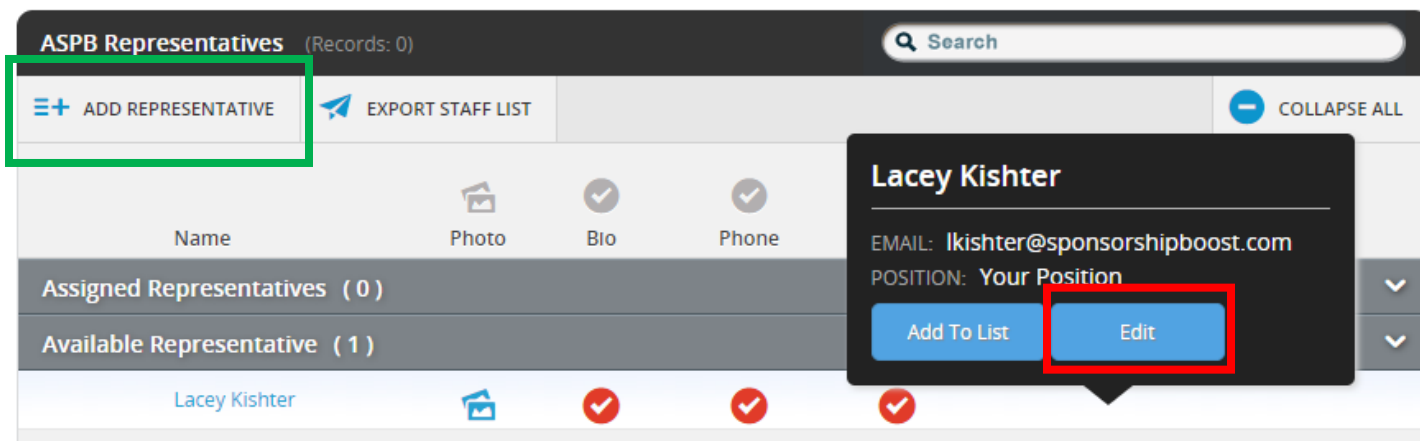 ASPB Representatives (Records: 0)
Search
ADD REPRESENTATIVE
EXPORT STAFF LIST
COLLAPSE ALL
Name
Photo
Bio
Phone
Lacey Kishter
EMAIL: lkishter@sponsorshipboost.com
POSITION: Your Position
Add To List
Edit
Assigned Representatives ( 0 )
Available Representative ( 1 )
Lacey Kishter